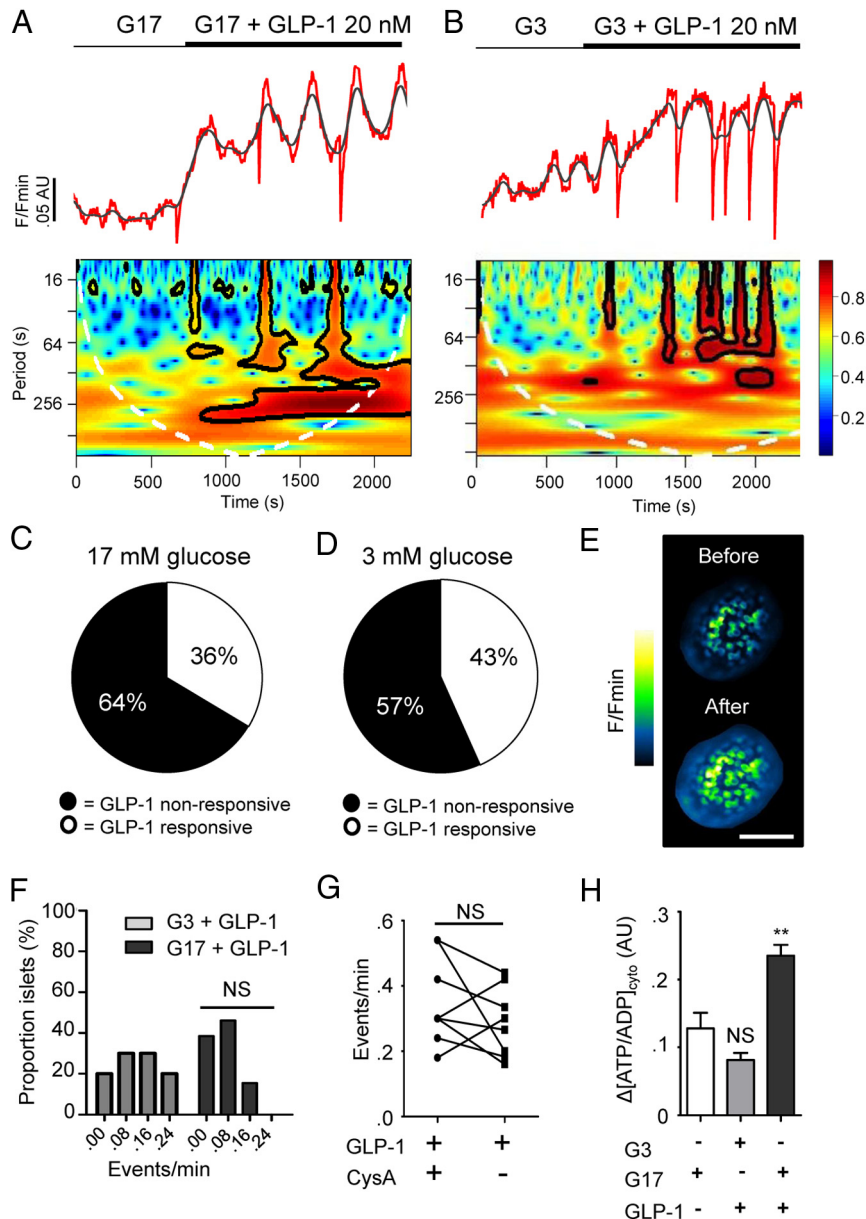 A
G17
G17 + GLP-1 20 nM
B
G3
G3 + GLP-1 20 nM
F/Fmin
.05 AU
Period (s)
16
64
256
0
500
1000
1500
2000
Time (s)
16
64
256
0
500
1000
1500
2000
Time (s)
0.8
0.6
0.4
0.2
C
17 mM glucose
36%
64%
= GLP-1 non-responsive
= GLP-1 responsive
D
3 mM glucose
43%
57%
= GLP-1 non-responsive
= GLP-1 responsive
E
Before
After
F/Fmin
F
Proportion islets (%)
100
80
60
40
20
0
G3 + GLP-1
G17 + GLP-1
NS
.00
.08
.16
.24
.00
.08
.16
.24
Events/min
G
NS
Events/min
.6
.4
.2
.0
GLP-1 + +
CysA + -
H
Δ[ATP/ADP]cyto (AU)
.3
.2
.1
0
NS
**
G3 - + -
G17 + - +
GLP-1 - + +